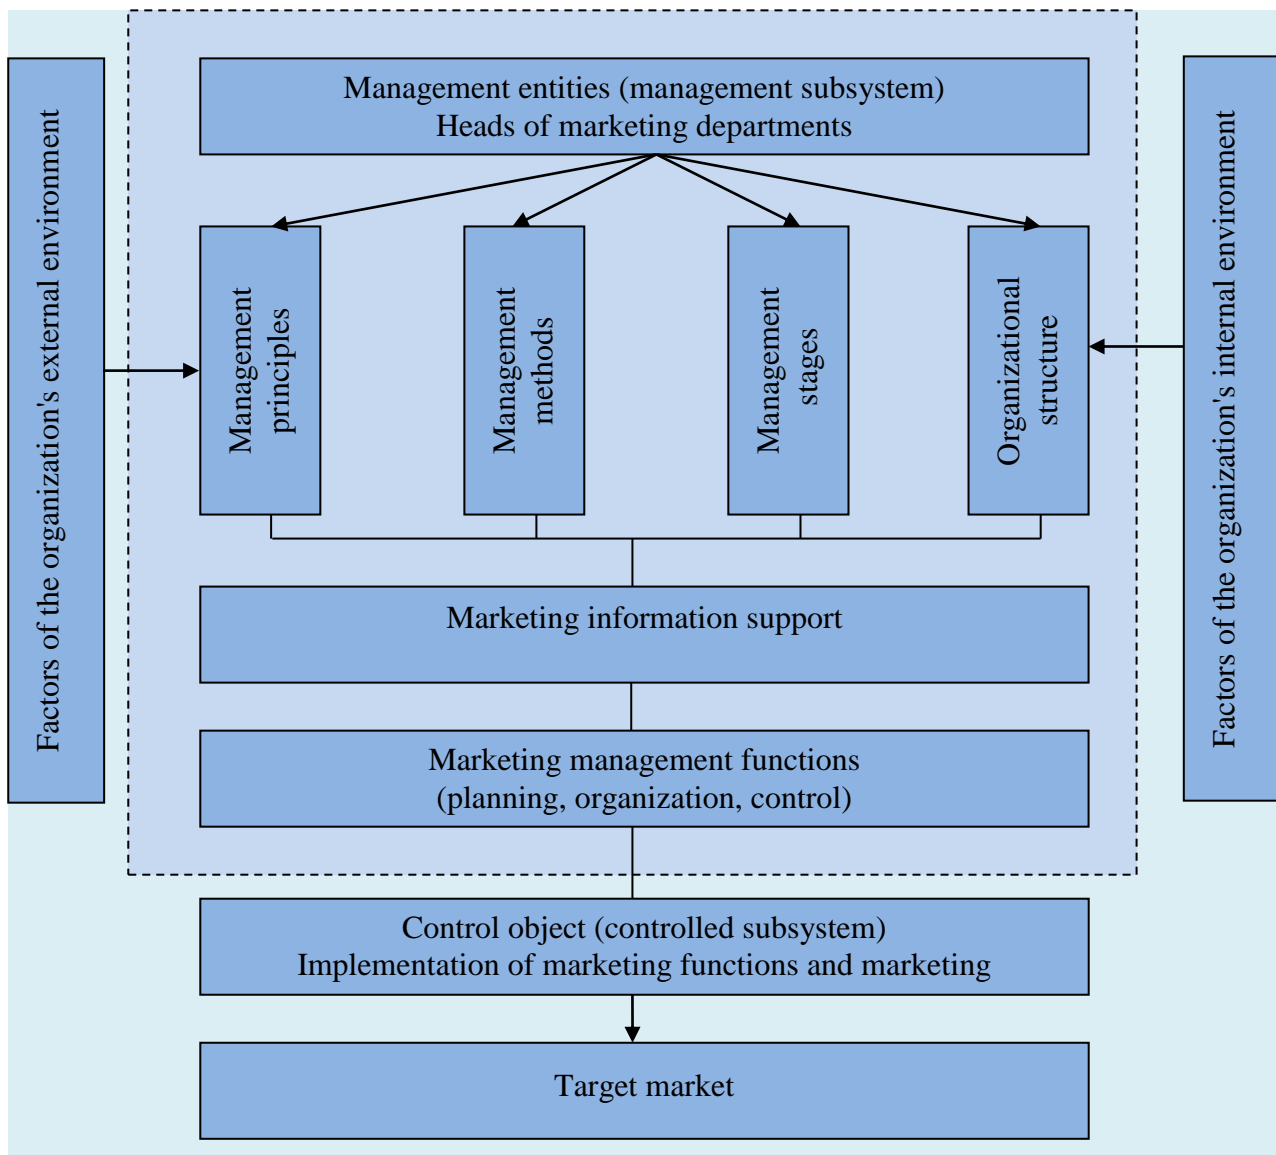 Management entities (management subsystem)
Heads of marketing departments
Factors of the organization's external environment
Management
principles
Management
methods
Management
stages
Organizational
structure
Factors of the organization's internal environment
Marketing information support
Marketing management functions
(planning, organization, control)
Control object (controlled subsystem)
Implementation of marketing functions and marketing
Target market